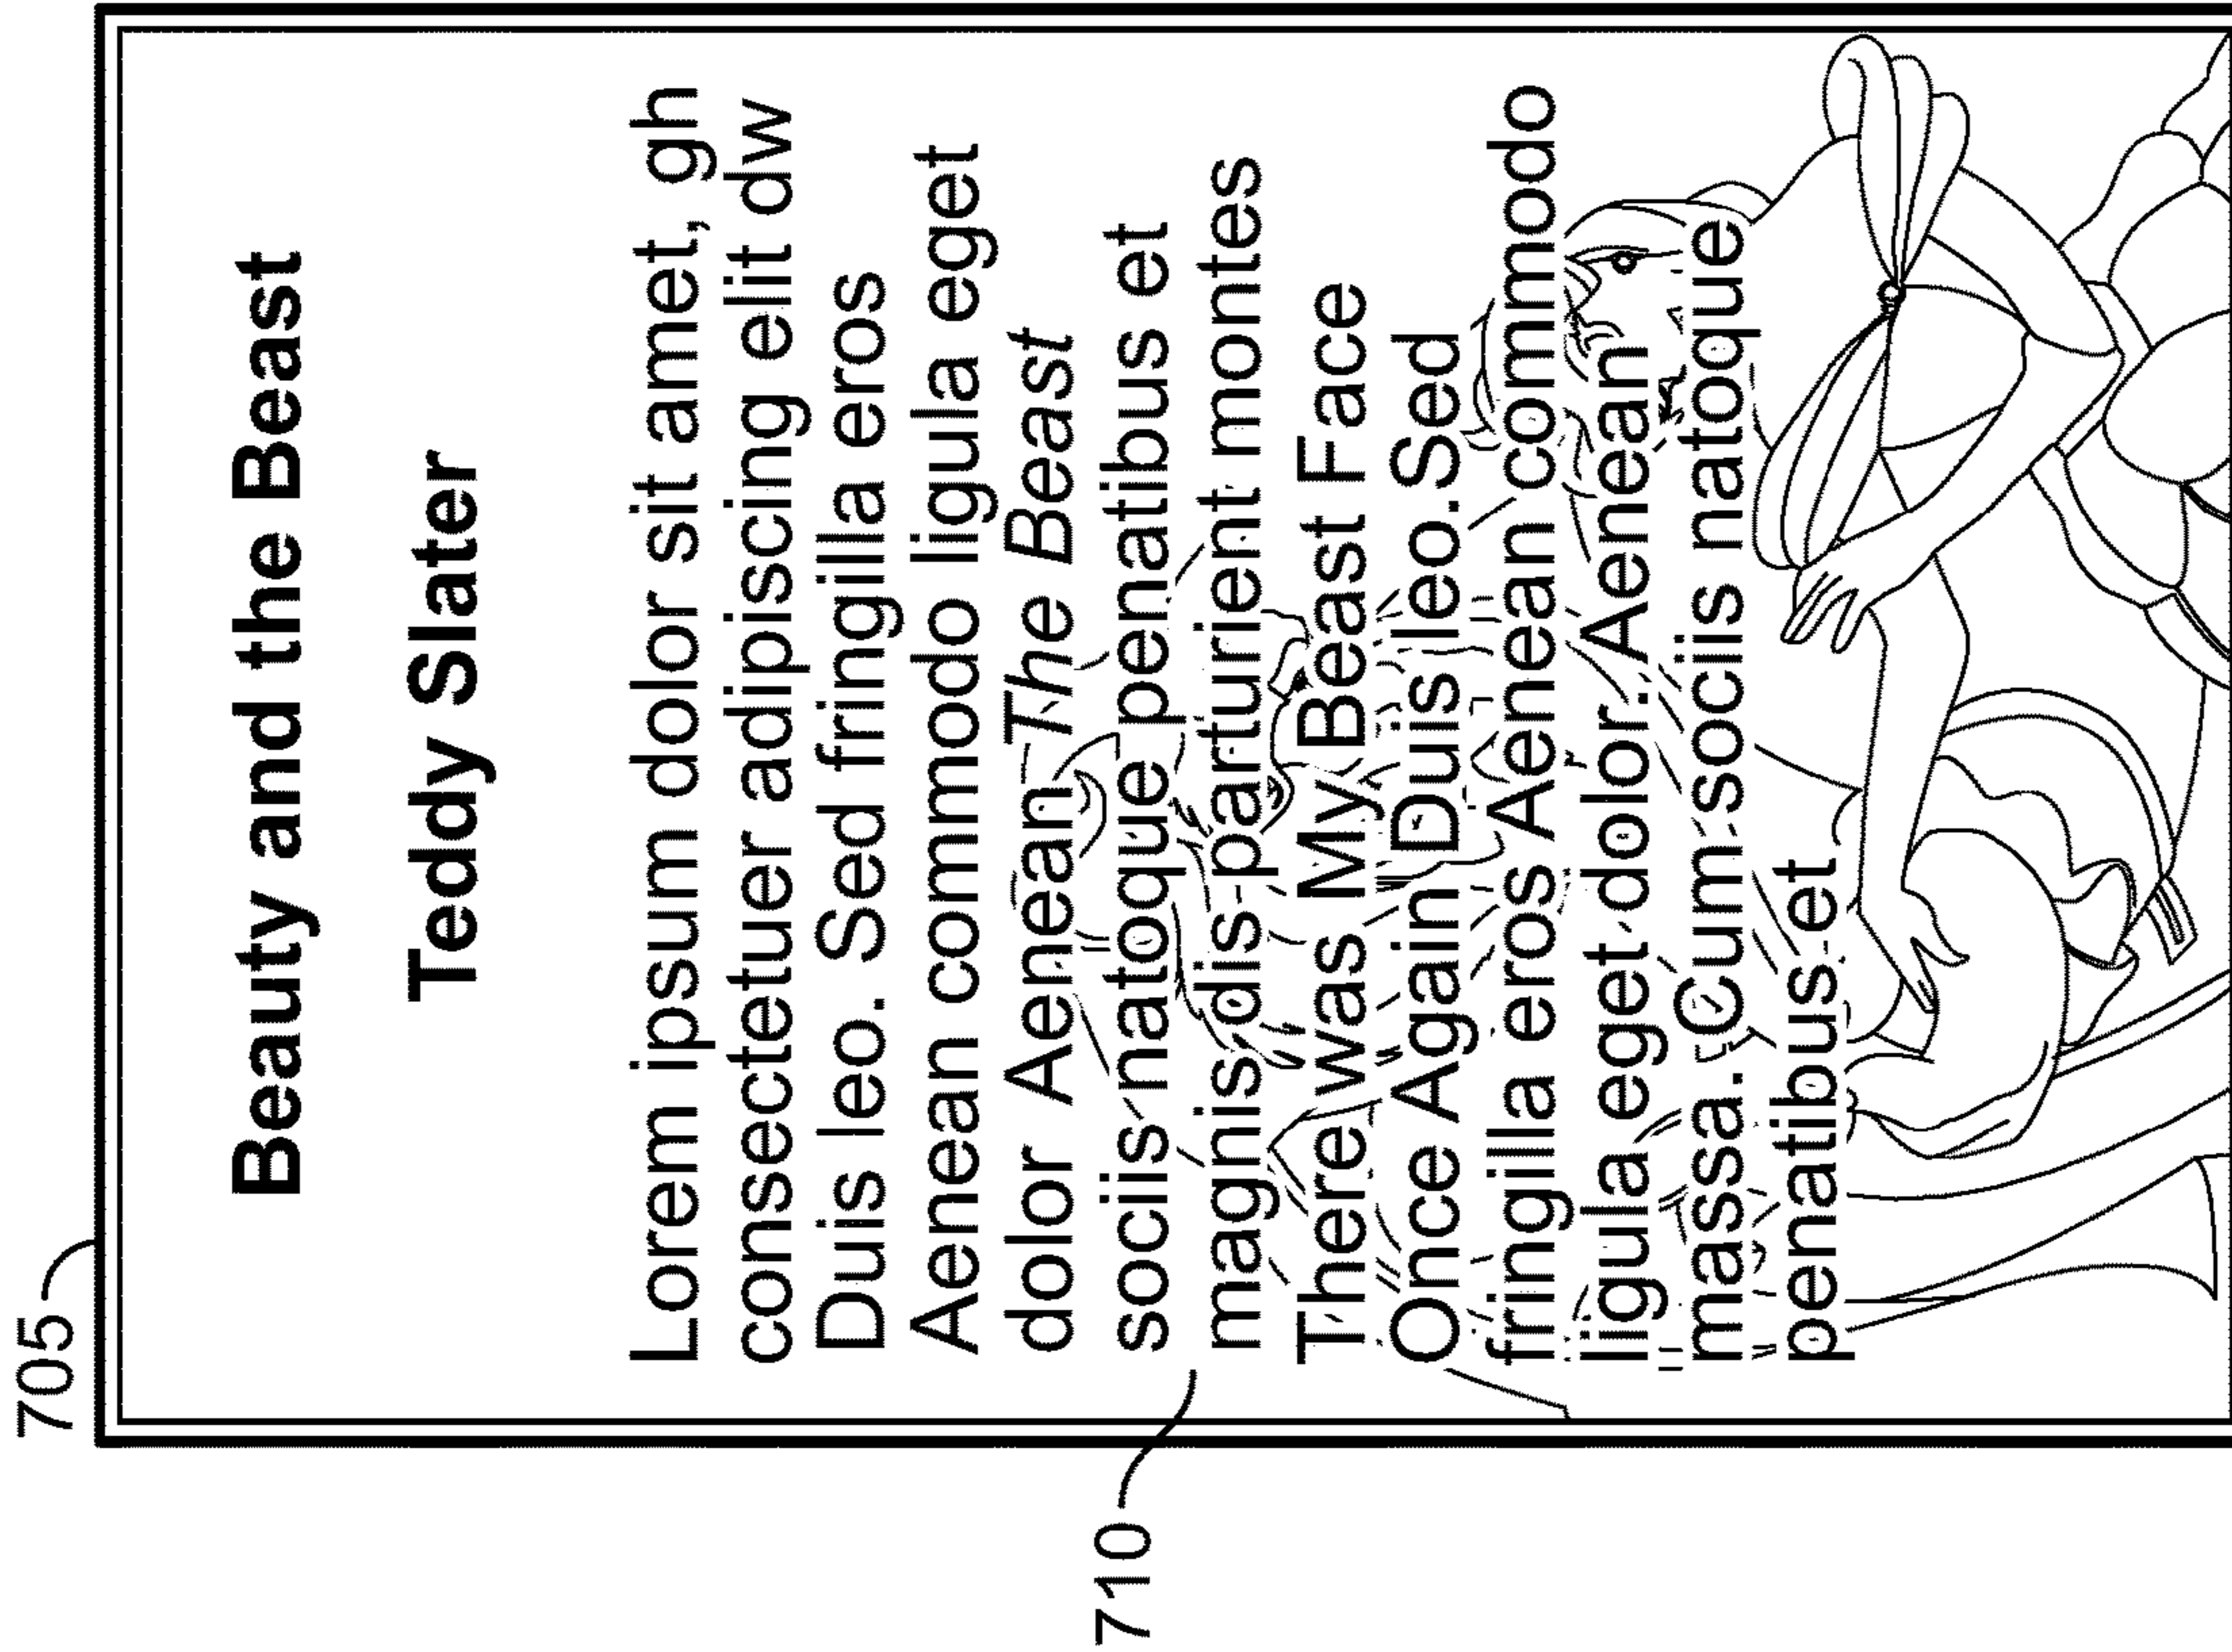 705
Beauty and the Beast
Teddy Slater
Lorem ipsum dolor sit amet, gh
consectetuer adipiscing elit dw
Duis leo. Sed fringilla eros
Aenean commodo ligula eget
dolor Aenean The Beast
sociis natoque penatibus et
magnis dis parturient montes
There was My Beast Face
Once Again Duis leo. Sed
fringilla eros Aenean commodo
ligula eget dolor. Aenean
massa. Cum sociis natoque
penatibus et
710